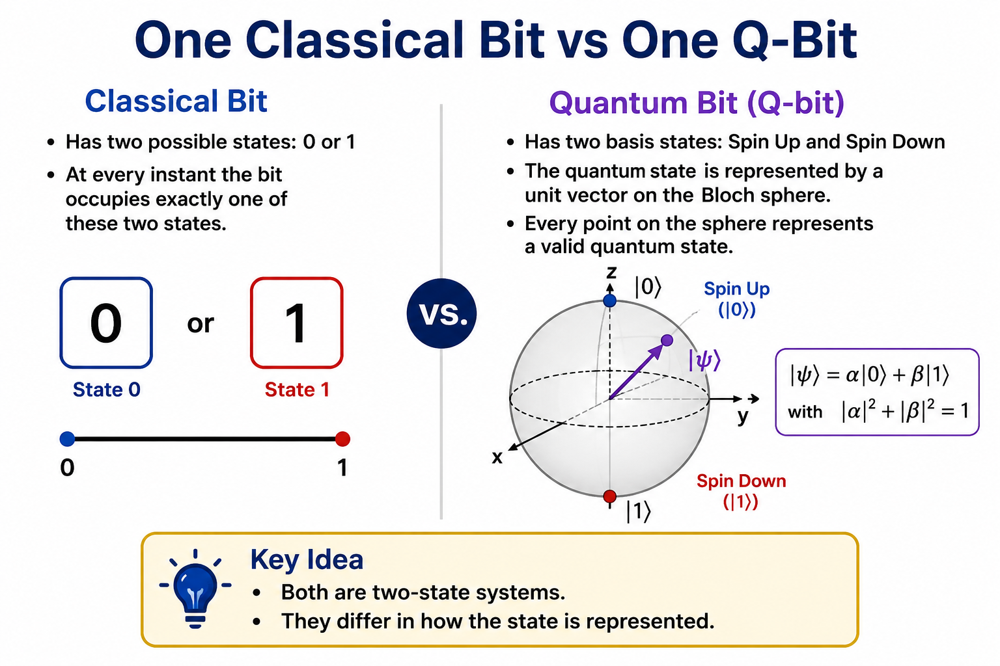 One Classical Bit vs One Q-Bit
Classical Bit
• Has two possible states: 0 or 1
• At every instant the bit
occupies exactly one of
these two states.
0
or
1
State 0
State 1
0
1
VS.
Quantum Bit (Q-bit)
• Has two basis states: Spin Up and Spin Down
• The quantum state is represented by a
unit vector on the Bloch sphere.
• Every point on the sphere represents
a valid quantum state.
z
|0⟩
Spin Up
(|0⟩)
|ψ⟩
y
x
|ψ⟩ = α|0⟩ + β|1⟩
with |α|² + |β|² = 1
Spin Down
(|1⟩)
|1⟩
Key Idea
• Both are two-state systems.
• They differ in how the state is represented.